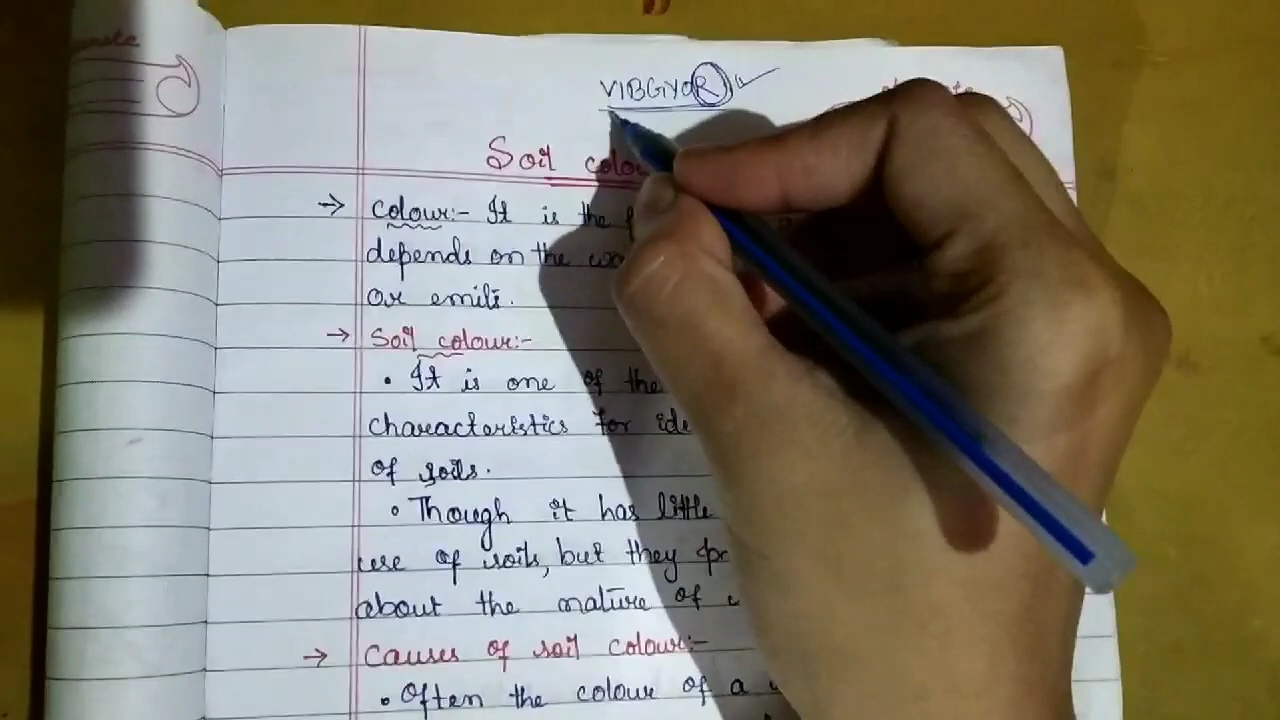 VIBGYOR
Soil colou
→ colour:- It is the
depends on the
or emits.
→ Soil colour:-
• It is one of the
characteristics for ide
of soils.
• Though it has little
use of soils, but they pr
about the nature of
→ Causes of soil colour:-
• Often the colour of a